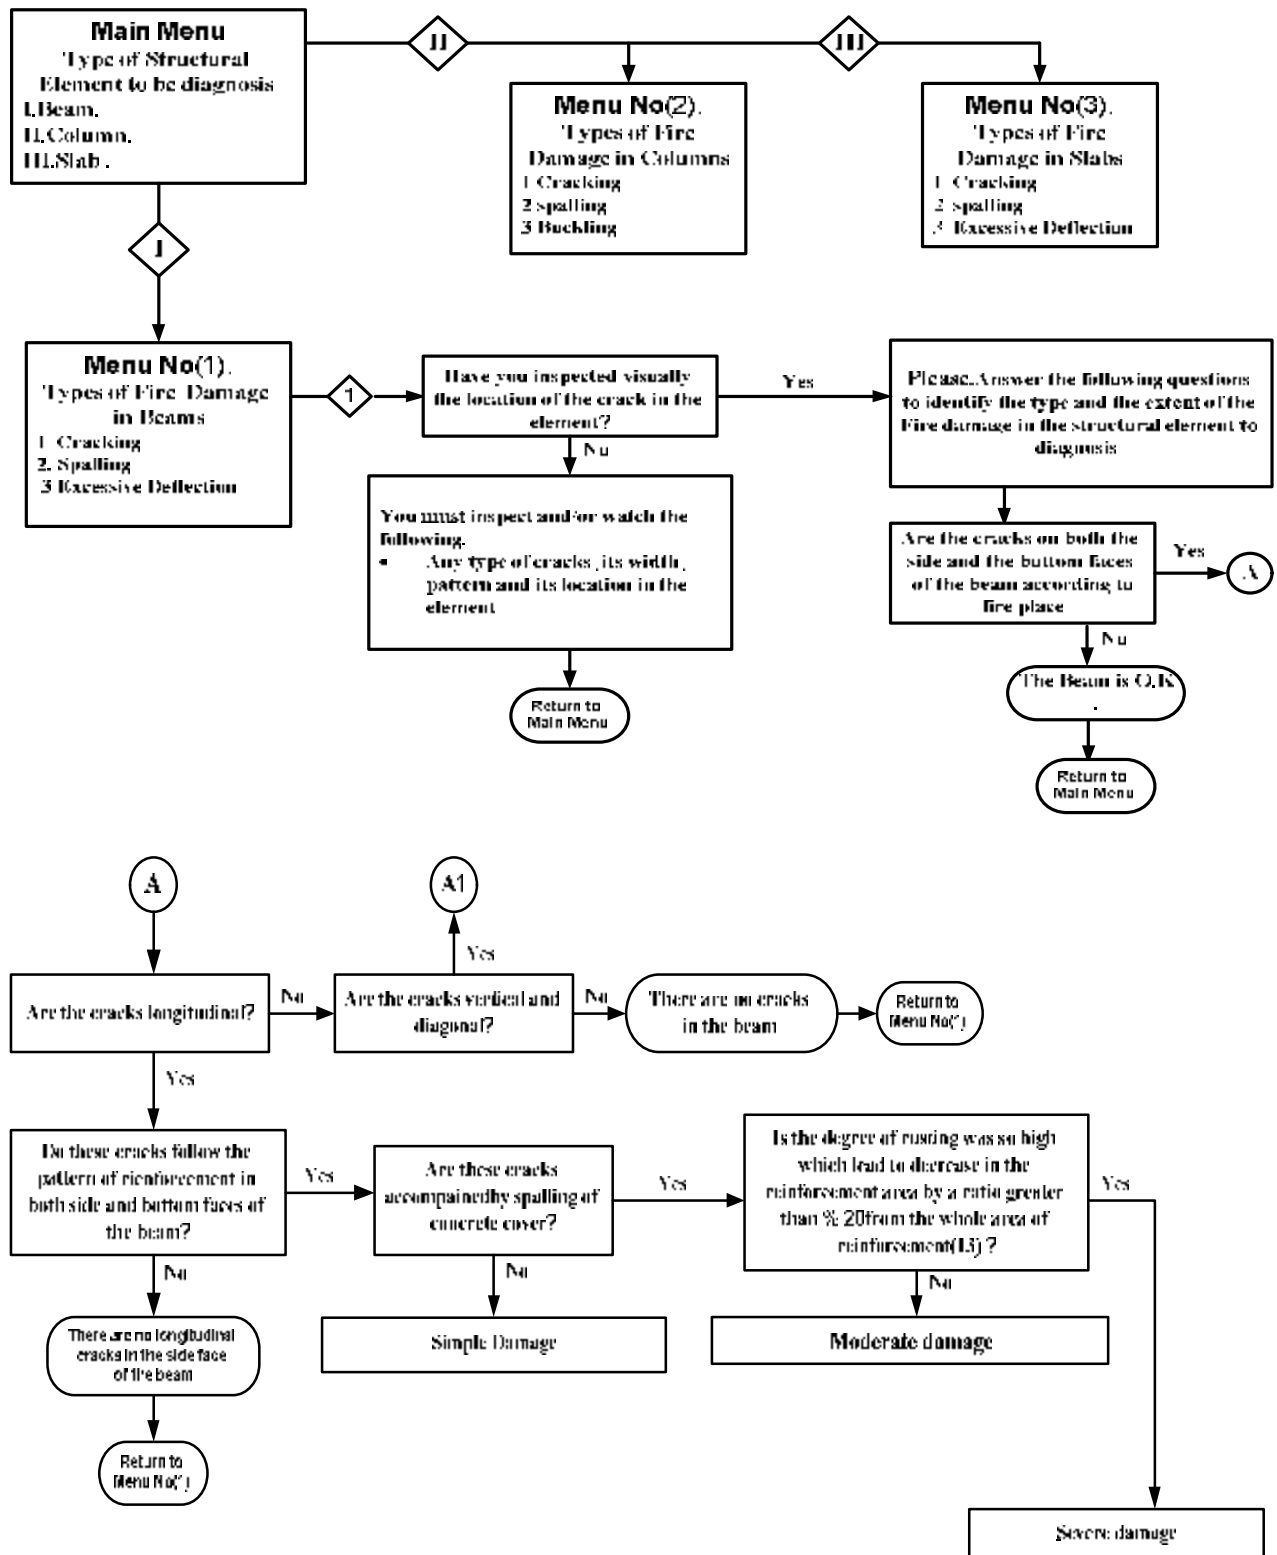 Main Menu
Type of Structural
Element to be diagnosis
I.Beam.
II.Column.
III.Slab .
II
III
Menu No(2).
Types of Fire
Damage in Columns
1 Cracking
2 spalling
3 Buckling
Menu No(3).
Types of Fire
Damage in Slabs
1 Cracking
2 spalling
3 Excessive Deflection
I
Menu No(1).
Types of Fire Damage
in Beams
1 Cracking
2. Spalling
3 Excessive Deflection
1
Have you inspected visually
the location of the crack in the
element?
Yes
No
Please..Answer the following questions
to identify the type and the extent of the
Fire damage in the structural element to
diagnosis
You must inspect and/or watch the
following.
• Any type of cracks ,its width ,
pattern and its location in the
element
Return to
Main Menu
Are the cracks on both the
side and the bottom faces
of the beam according to
fire place
Yes
A
No
The Beam is O.K
.
Return to
Main Menu
A
A1
Yes
Are the cracks longitudinal?
No
Are the cracks vertical and
diagonal?
No
There are no cracks
in the beam
Return to
Menu No(1)
Yes
Do these cracks follow the
pattern of rienforcement in
both side and bottom faces of
the beam?
Yes
Are these cracks
accompainedby spalling of
concrete cover?
Yes
Is the degree of rusting was so high
which lead to decrease in the
reinforcement area by a ratio greater
than % 20from the whole area of
reinforcement(13) ?
Yes
No
No
No
There are no longitudinal
cracks in the side face
of the beam
Simple Damage
Moderate damage
Return to
Menu No(1)
Severe damage